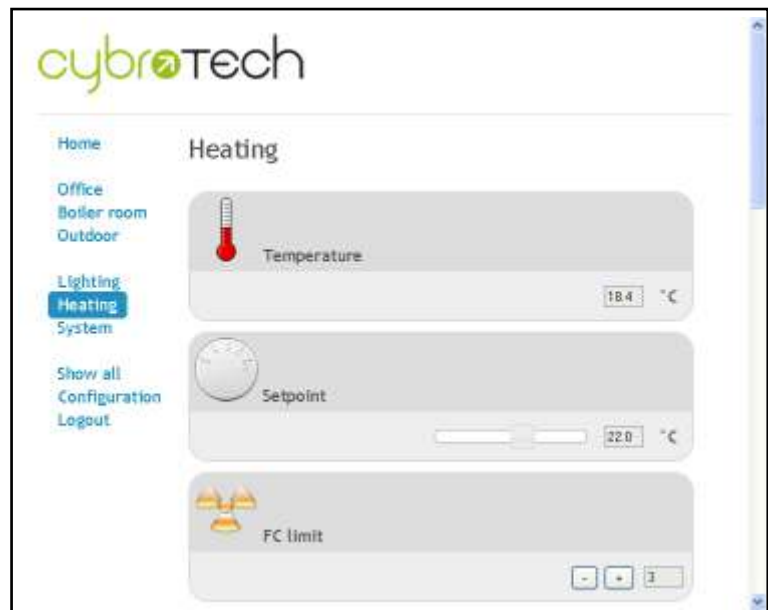 cybroTech
Home
Heating
Office
Boiler room
Outdoor
Temperature
Lighting
18.4 °C
Heating
System
Show all
Setpoint
Configuration
Logout
22.0 °C
FC limit
- + 3